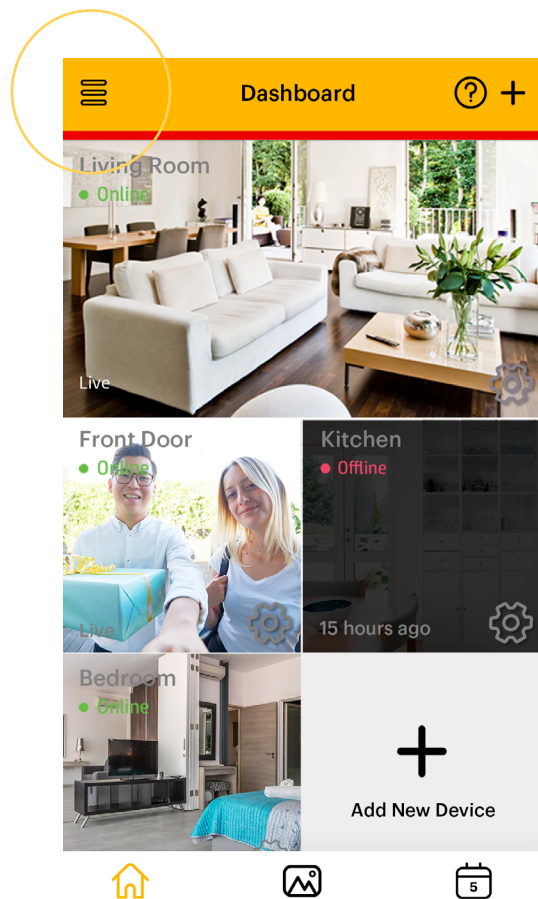 Dashboard
Living Room
Online
Live
Front Door
Online
Live
Kitchen
Offline
15 hours ago
Bedroom
Online
Add New Device
5